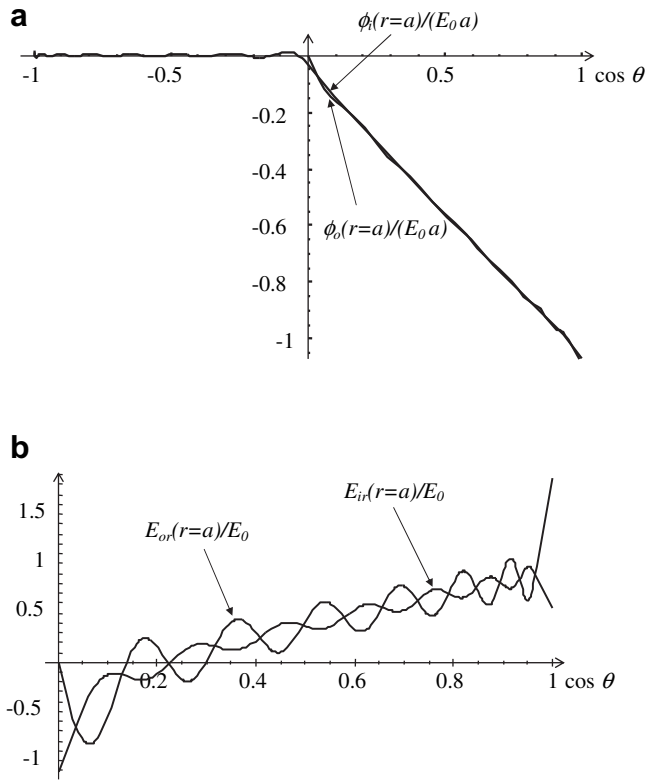 a
ϕi(r=a)/(E0 a)
-1 -0.5 0.5 1 cos θ
-0.2
-0.4
ϕo(r=a)/(E0 a)
-0.6
-0.8
-1
b
1.5
Eir(r=a)/E0
Eor(r=a)/E0
1
0.5
0.2 0.4 0.6 0.8 1 cos θ
-0.5
-1